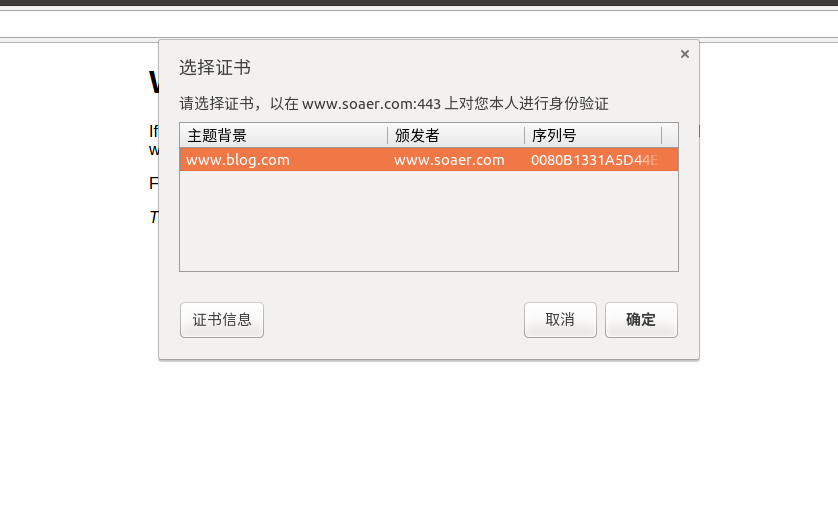 选择证书
请选择证书，以在 www.soaer.com:443 上对您本人进行身份验证
主题背景 颁发者 序列号
www.blog.com www.soaer.com 0080B1331A5D44E
证书信息 取消 确定
If
F